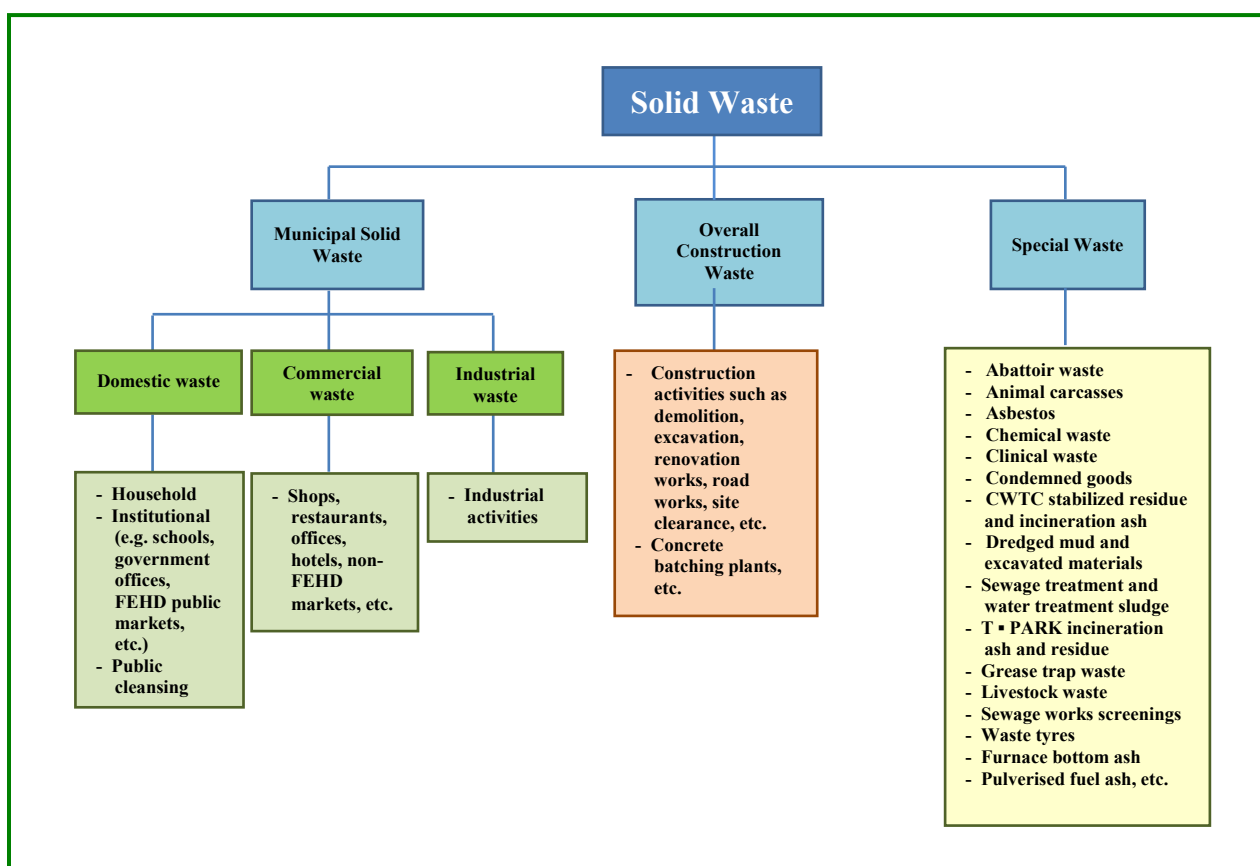 Solid Waste
Municipal Solid
Waste
Overall
Construction
Waste
Special Waste
Domestic waste
Commercial
waste
Industrial
waste
- Household
- Institutional
(e.g. schools,
government
offices,
FEHD public
markets,
etc.)
- Public
cleansing
- Shops,
restaurants,
offices,
hotels, non-
FEHD
markets, etc.
- Industrial
activities
- Construction
activities such as
demolition,
excavation,
renovation
works, road
works, site
clearance, etc.
- Concrete
batching plants,
etc.
- Abattoir waste
- Animal carcasses
- Asbestos
- Chemical waste
- Clinical waste
- Condemned goods
- CWTC stabilized residue
and incineration ash
- Dredged mud and
excavated materials
- Sewage treatment and
water treatment sludge
- T ▪ PARK incineration
ash and residue
- Grease trap waste
- Livestock waste
- Sewage works screenings
- Waste tyres
- Furnace bottom ash
- Pulverised fuel ash, etc.